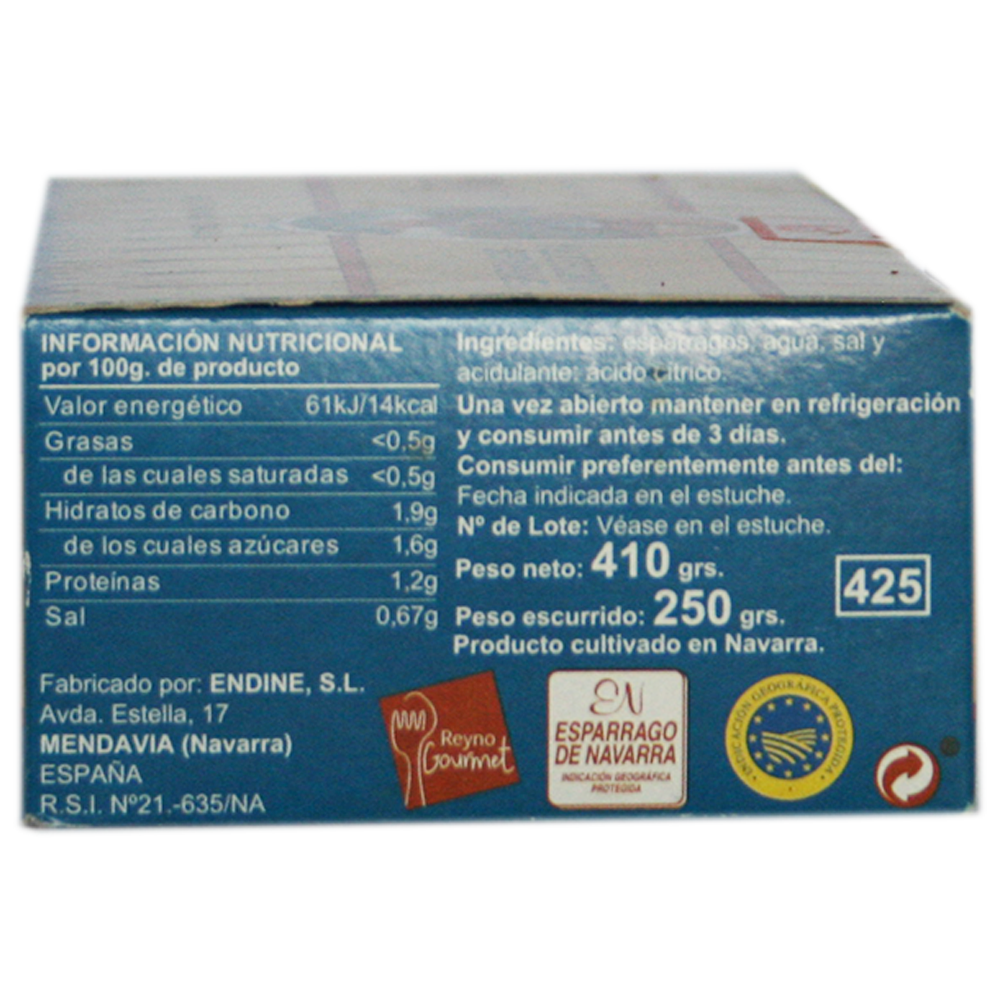 INFORMACIÓN NUTRICIONAL
por 100g. de producto
Valor energético 61kJ/14kcal
Grasas <0,5g
de las cuales saturadas <0,5g
Hidratos de carbono 1,9g
de los cuales azúcares 1,6g
Proteínas 1,2g
Sal 0,67g
Ingredientes: espárragos, agua, sal y
acidulante: ácido cítrico.
Una vez abierto mantener en refrigeración
y consumir antes de 3 días.
Consumir preferentemente antes del:
Fecha indicada en el estuche.
Nº de Lote: Véase en el estuche.
Peso neto: 410 grs.
Peso escurrido: 250 grs.
425
Producto cultivado en Navarra.
Fabricado por: ENDINE, S.L.
Avda. Estella, 17
MENDAVIA (Navarra)
ESPAÑA
R.S.I. Nº21.-635/NA
Reyno
Gourmet
EN
ESPARRAGO
DE NAVARRA
INDICACIÓN GEOGRÁFICA
PROTEGIDA
INDICACIÓN GEOGRÁFICA PROTEGIDA